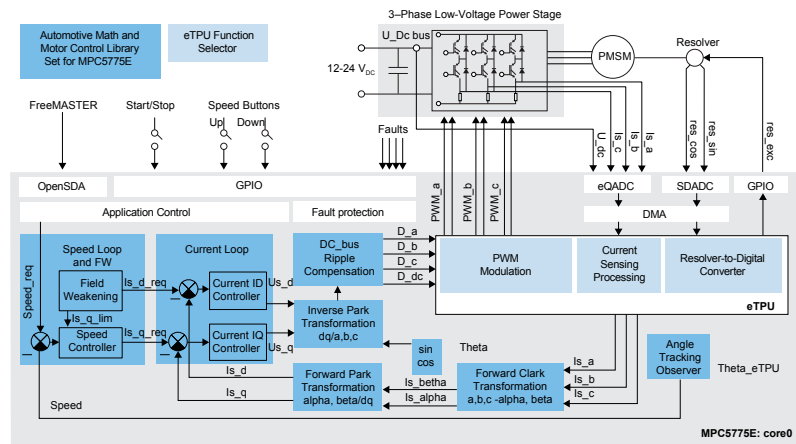 3–Phase Low-Voltage Power Stage
Automotive Math and
Motor Control Library
Set for MPC5775E
eTPU Function
Selector
U_Dc bus
12-24 VDC
PMSM
Resolver
FreeMASTER
Start/Stop
Speed Buttons
Up
Down
Faults
PWM_a
PWM_b
PWM_c
U_dc
Is_c
Is_b
Is_a
res_cos
res_sin
res_exc
OpenSDA
GPIO
eQADC
SDADC
GPIO
Application Control
Fault protection
DMA
Speed_req
Speed Loop
and FW
Current Loop
DC_bus
Ripple
Compensation
D_a
D_b
D_c
D_dc
PWM
Modulation
Current
Sensing
Processing
Resolver-to-Digital
Converter
eTPU
Field
Weakening
Is_d_req
Current ID
Controller
Us_d
Is_q_lim
Is_q_req
Speed
Controller
Current IQ
Controller
Us_q
Inverse Park
Transformation
dq/a,b,c
sin
cos
Theta
Is_d
Is_q
Forward Park
Transformation
alpha, beta/dq
Is_betha
Is_alpha
Forward Clark
Transformation
a,b,c -alpha, beta
Is_a
Is_b
Is_c
Angle
Tracking
Observer
Theta_eTPU
Speed
MPC5775E: core0